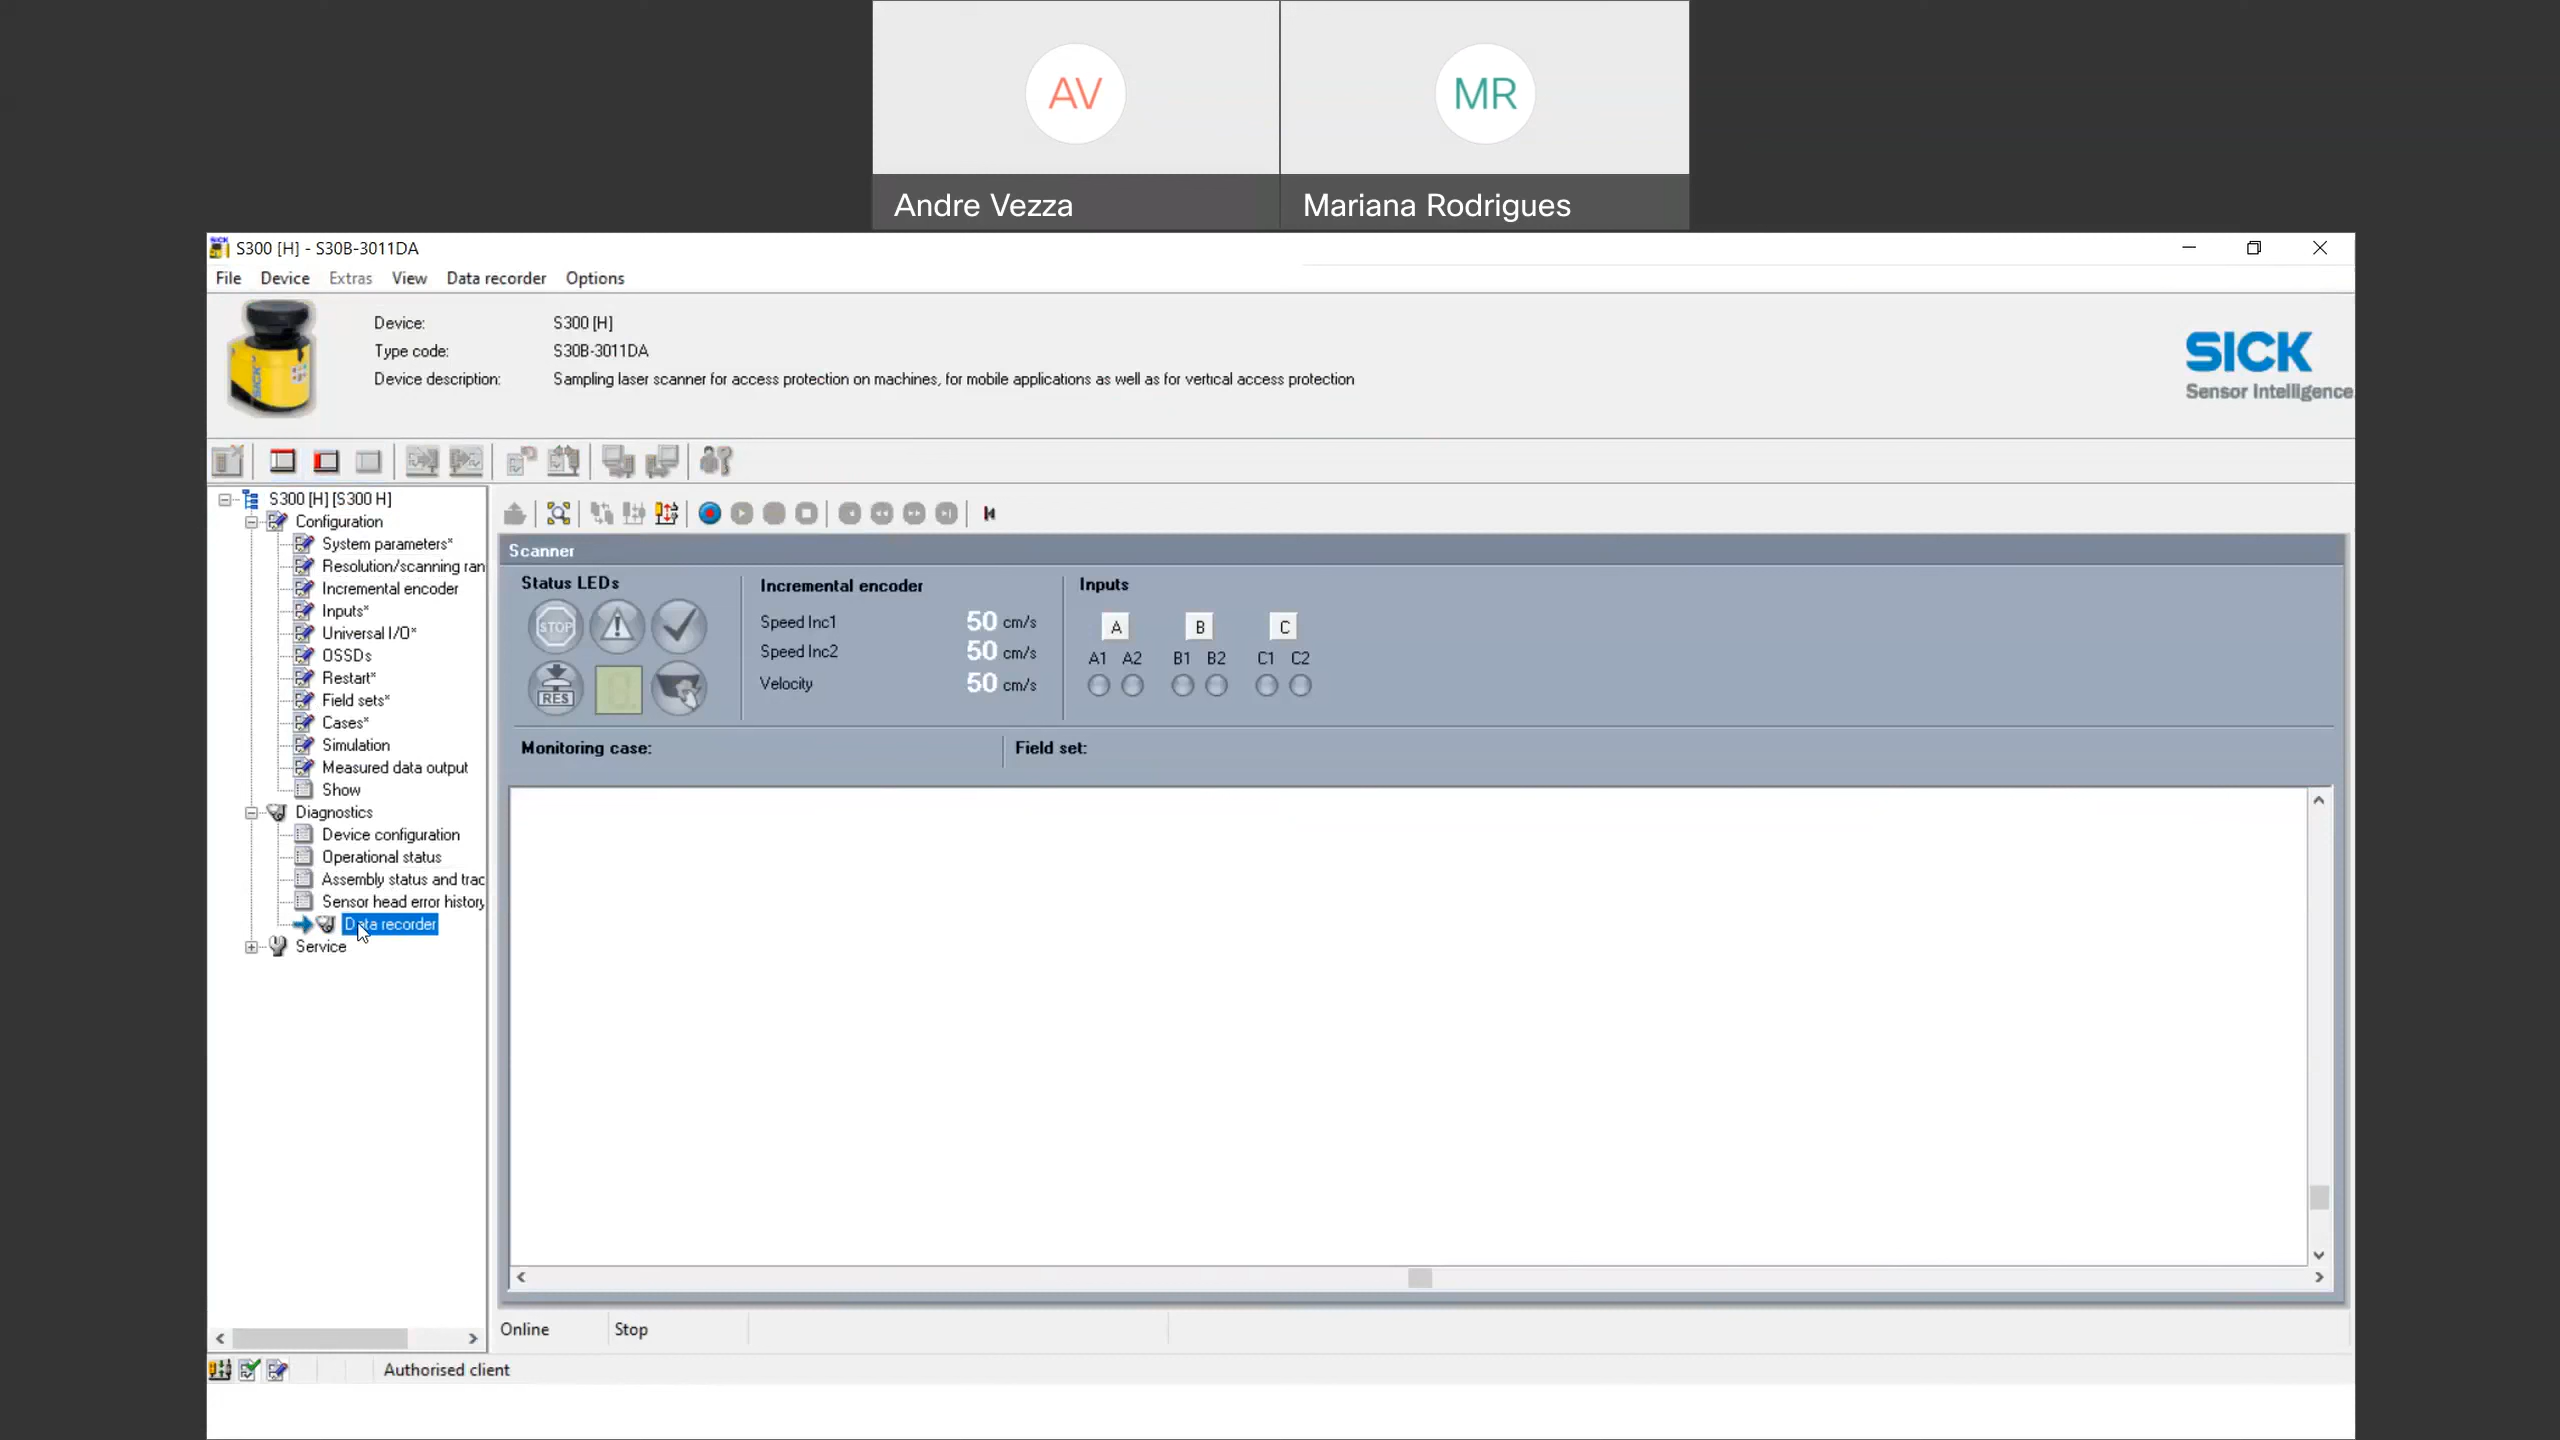 AV
MR
Andre Vezza
Mariana Rodrigues
S300 [H] - S30B-3011DA
File Device Extras View Data recorder Options
Device: S300 [H]
Type code: S30B-3011DA
Device description: Sampling laser scanner for access protection on machines, for mobile applications as well as for vertical access protection
SICK
Sensor Intelligence
S300 [H] [S300 H]
Configuration
System parameters*
Resolution/scanning ran
Incremental encoder
Inputs*
Universal I/O*
OSSDs
Restart*
Field sets*
Cases*
Simulation
Measured data output
Show
Diagnostics
Device configuration
Operational status
Assembly status and trac
Sensor head error history
Data recorder
Service
Scanner
Status LEDs
STOP
RES
Incremental encoder
Speed Inc1 50 cm/s
Speed Inc2 50 cm/s
Velocity 50 cm/s
Inputs
A B C
A1 A2 B1 B2 C1 C2
Monitoring case: Field set:
Online Stop
Authorised client